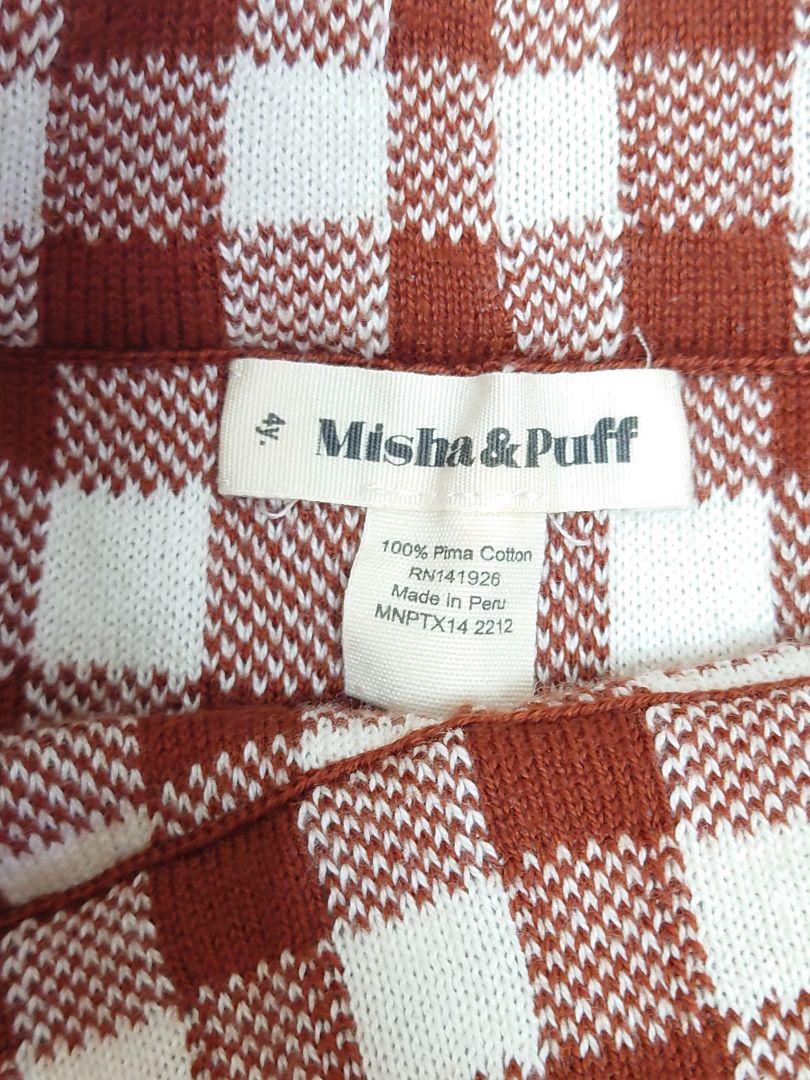 4y.
Misha & Puff
100% Pima Cotton
RN141926
Made in Peru
MNPTX14 2212